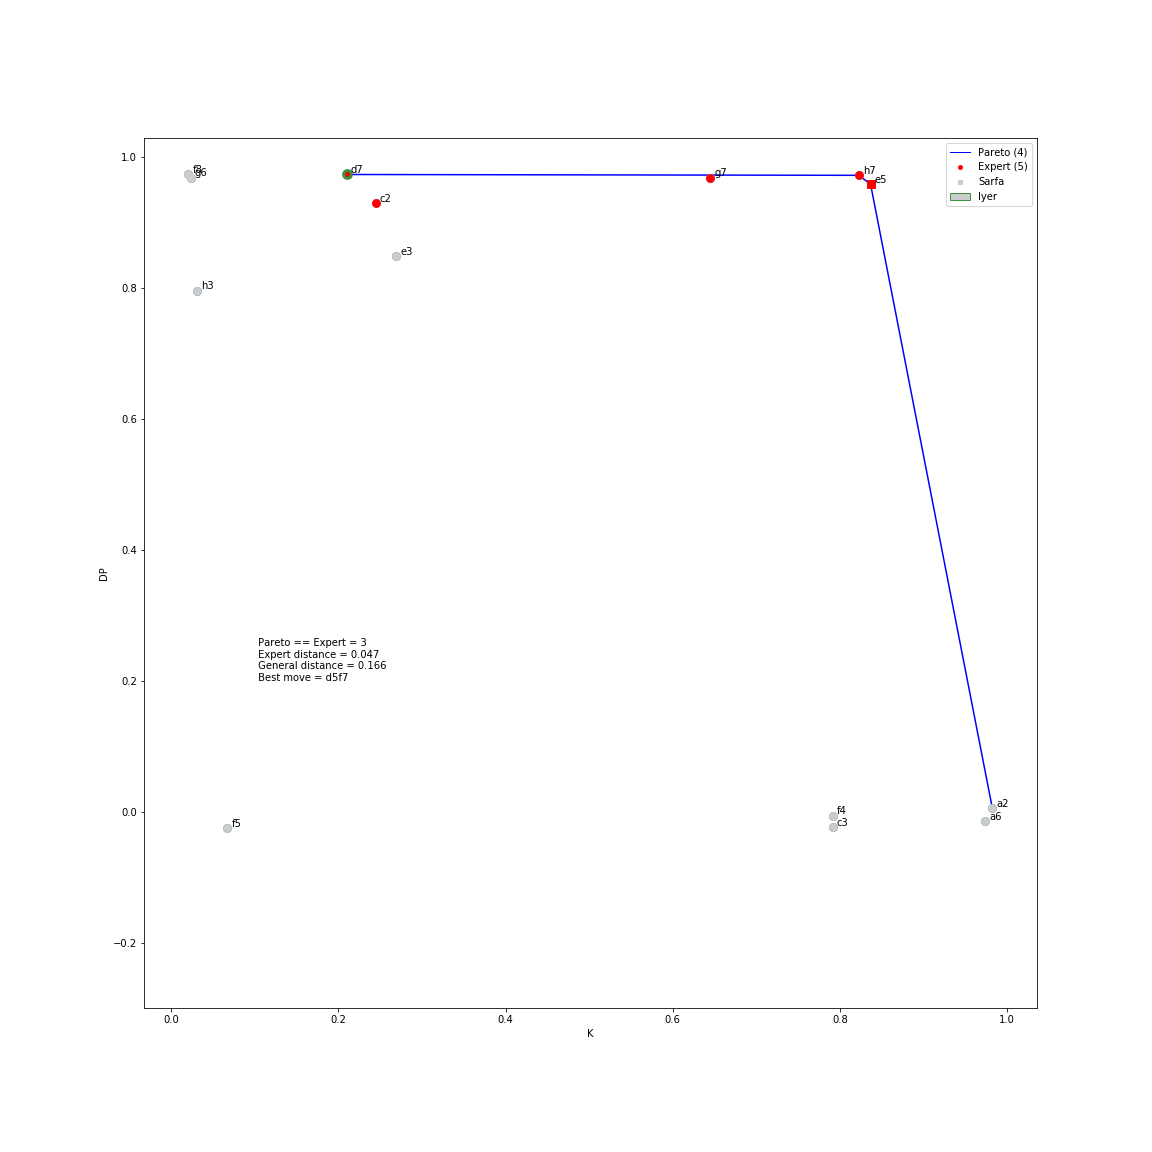 1.0
0.8
0.6
0.4
0.2
0.0
−0.2
DP
0.0
0.2
0.4
0.6
0.8
1.0
K
Pareto (4)
Expert (5)
Sarfa
Iyer
f8
g6
d7
g7
h7
e5
c2
e3
h3
Pareto == Expert = 3
Expert distance = 0.047
General distance = 0.166
Best move = d5f7
f5
f4
c3
a2
a6